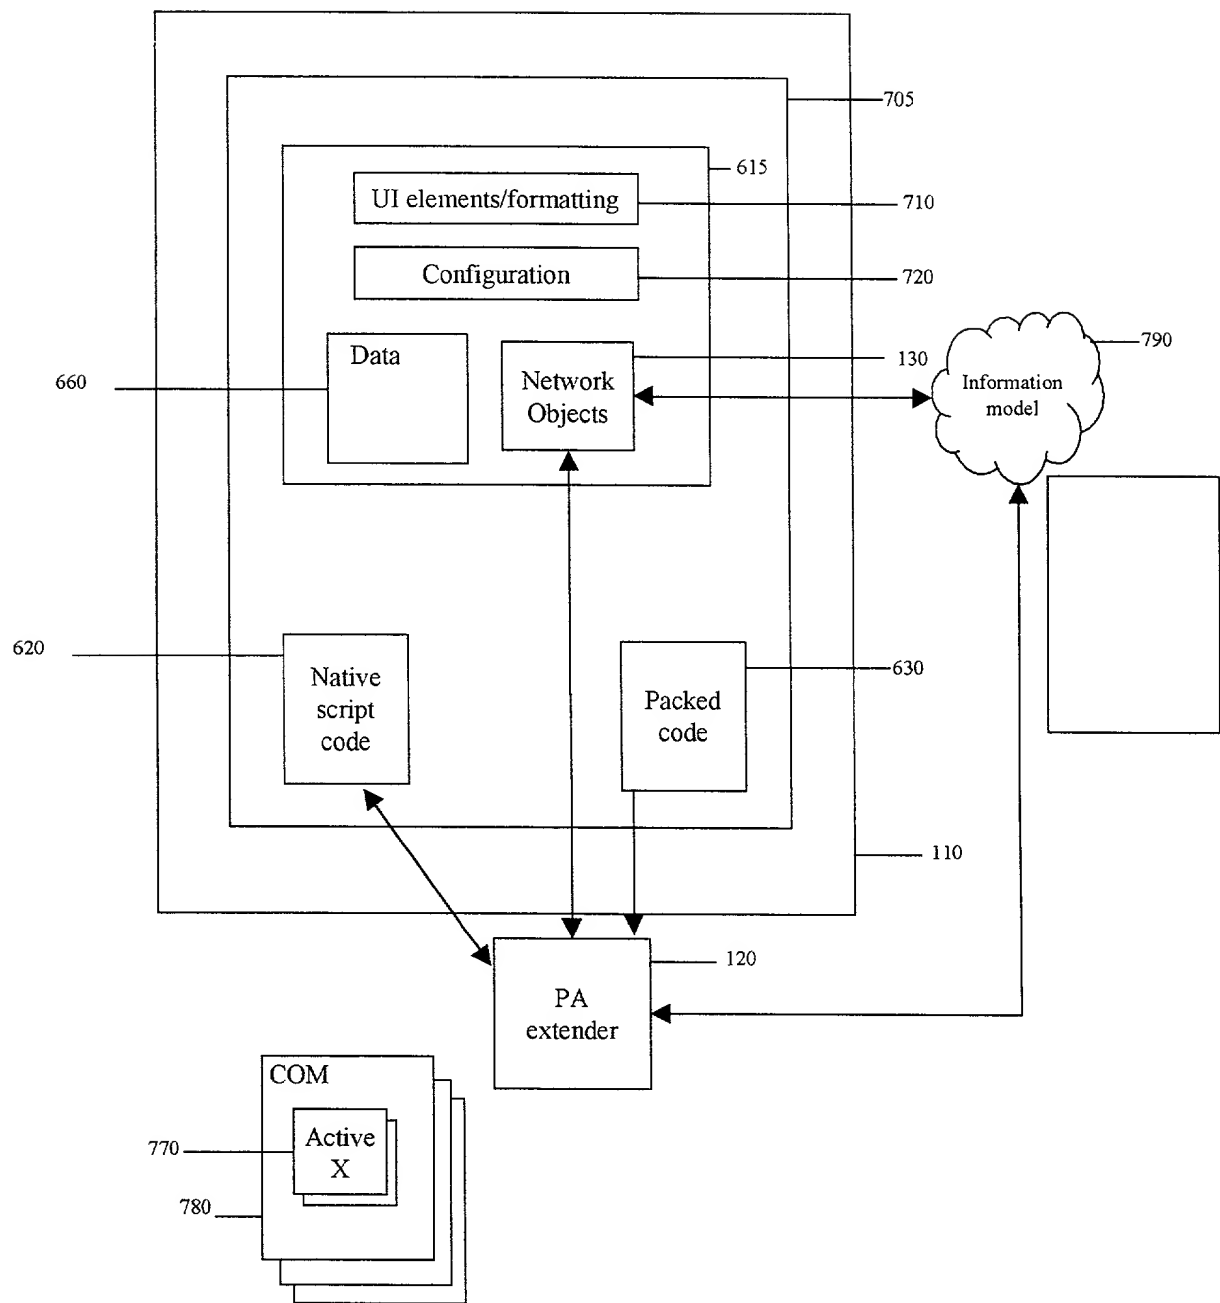 705
615
UI elements/formatting
710
Configuration
720
Data
130
790
660
Network
Objects
Information
model
620
Native
script
code
630
Packed
code
110
120
PA
extender
COM
770
Active
X
780